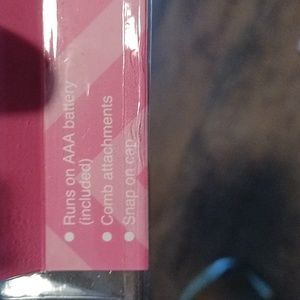 • Runs on AAA battery
(included)
• Comb attachments
• Snap on cap